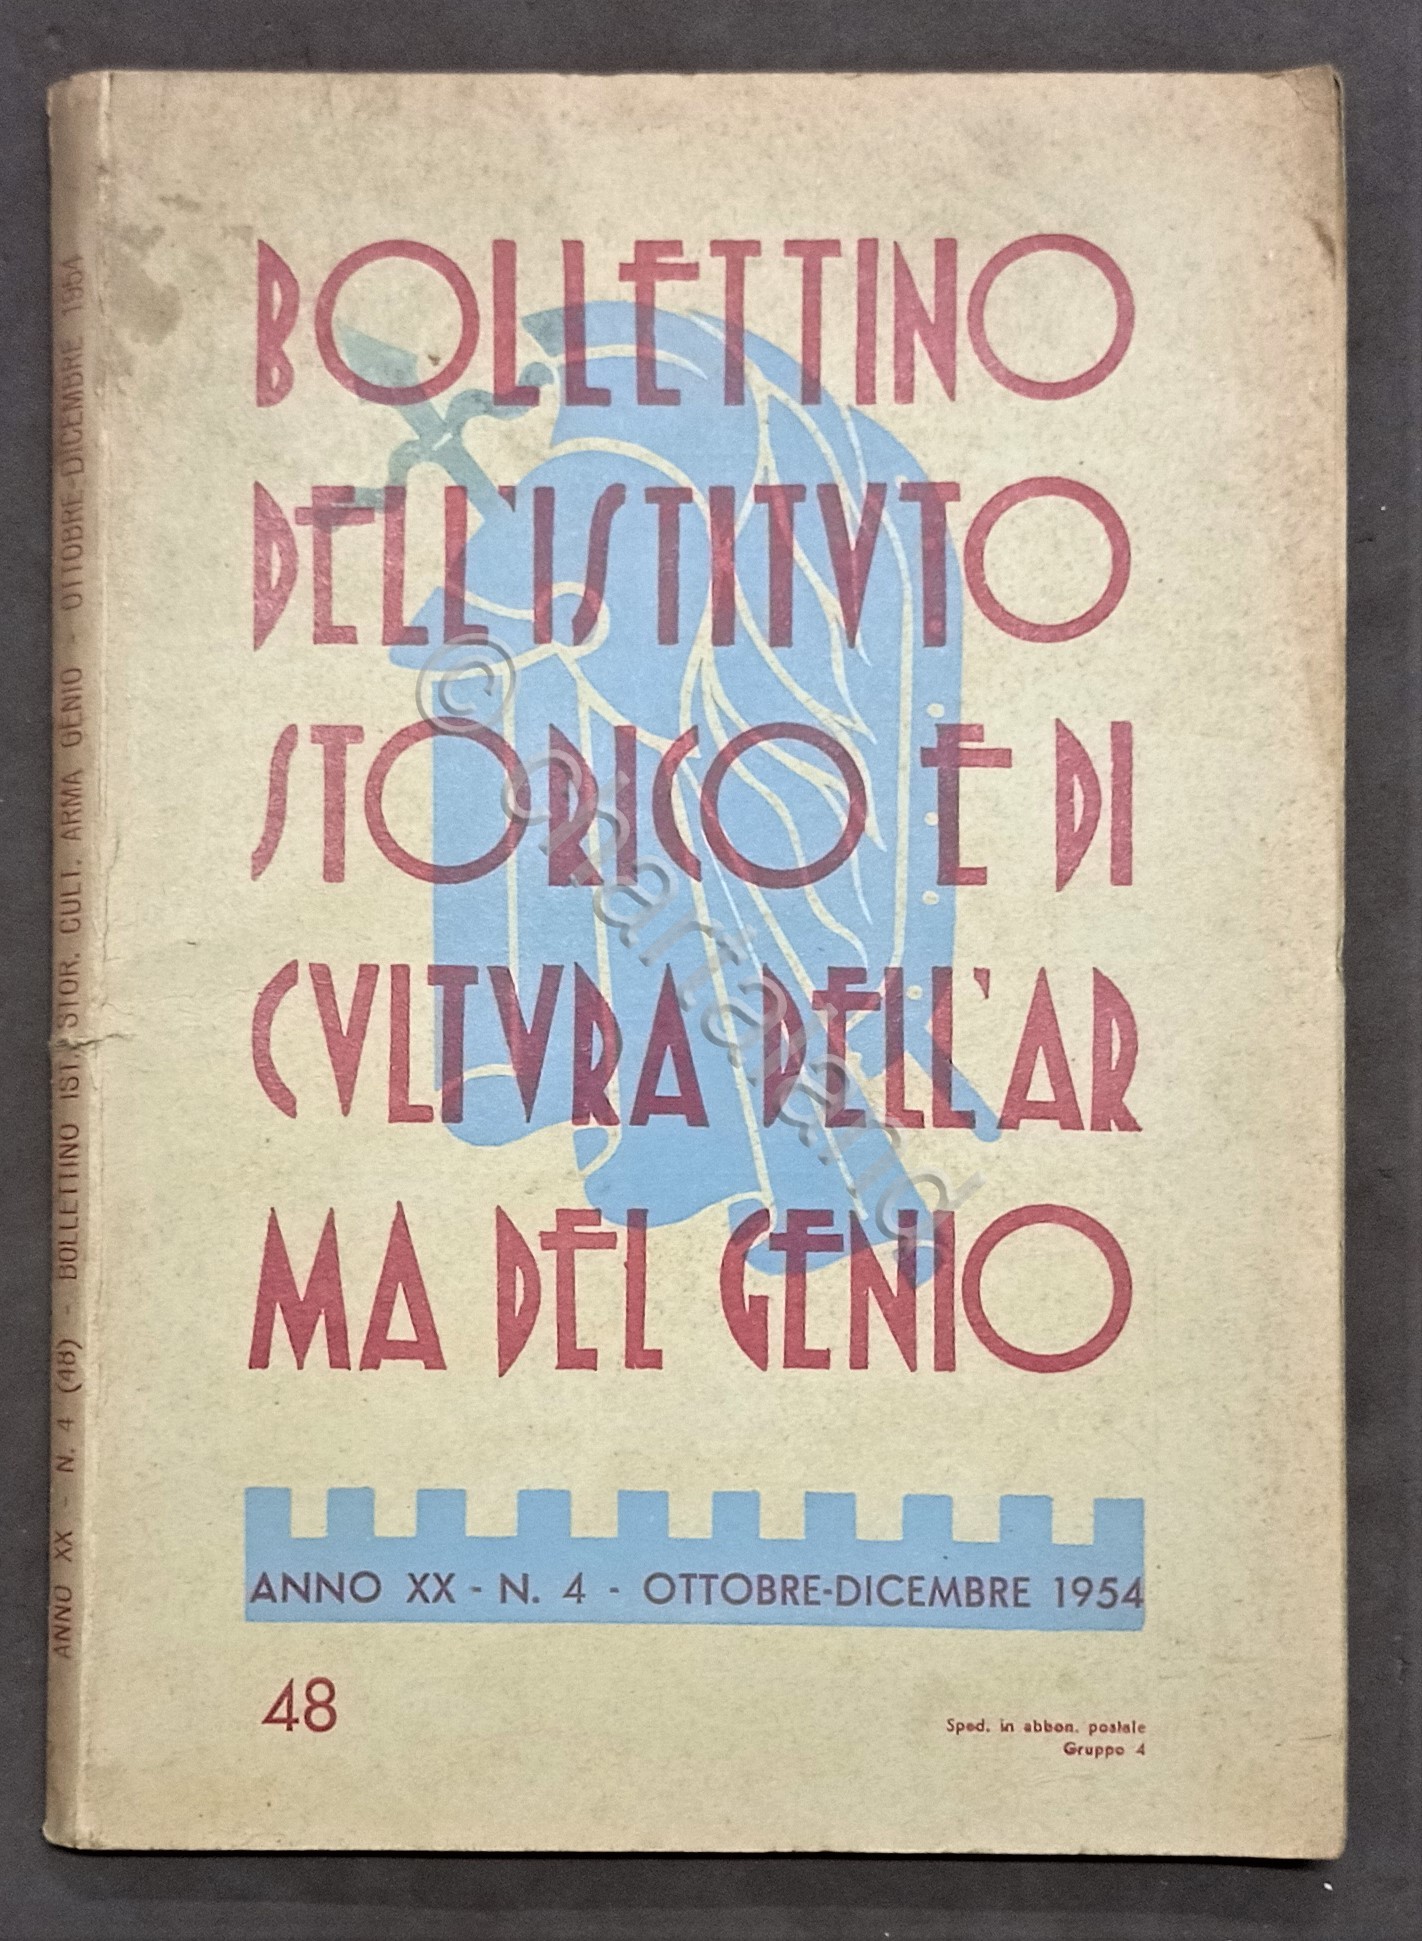 BOLLETTINO
DELL'ISTITVTO
STORICO E DI
CVLTVRA DELL'AR
MA DEL GENIO
ANNO XX - N. 4 - OTTOBRE-DICEMBRE 1954
48
Sped. in abbon. postale
Gruppo 4
ANNO XX - N. 4 (48) - BOLLETTINO IST. STOR. CULT. ARMA GENIO - OTTOBRE-DICEMBRE 1954
© chartaland